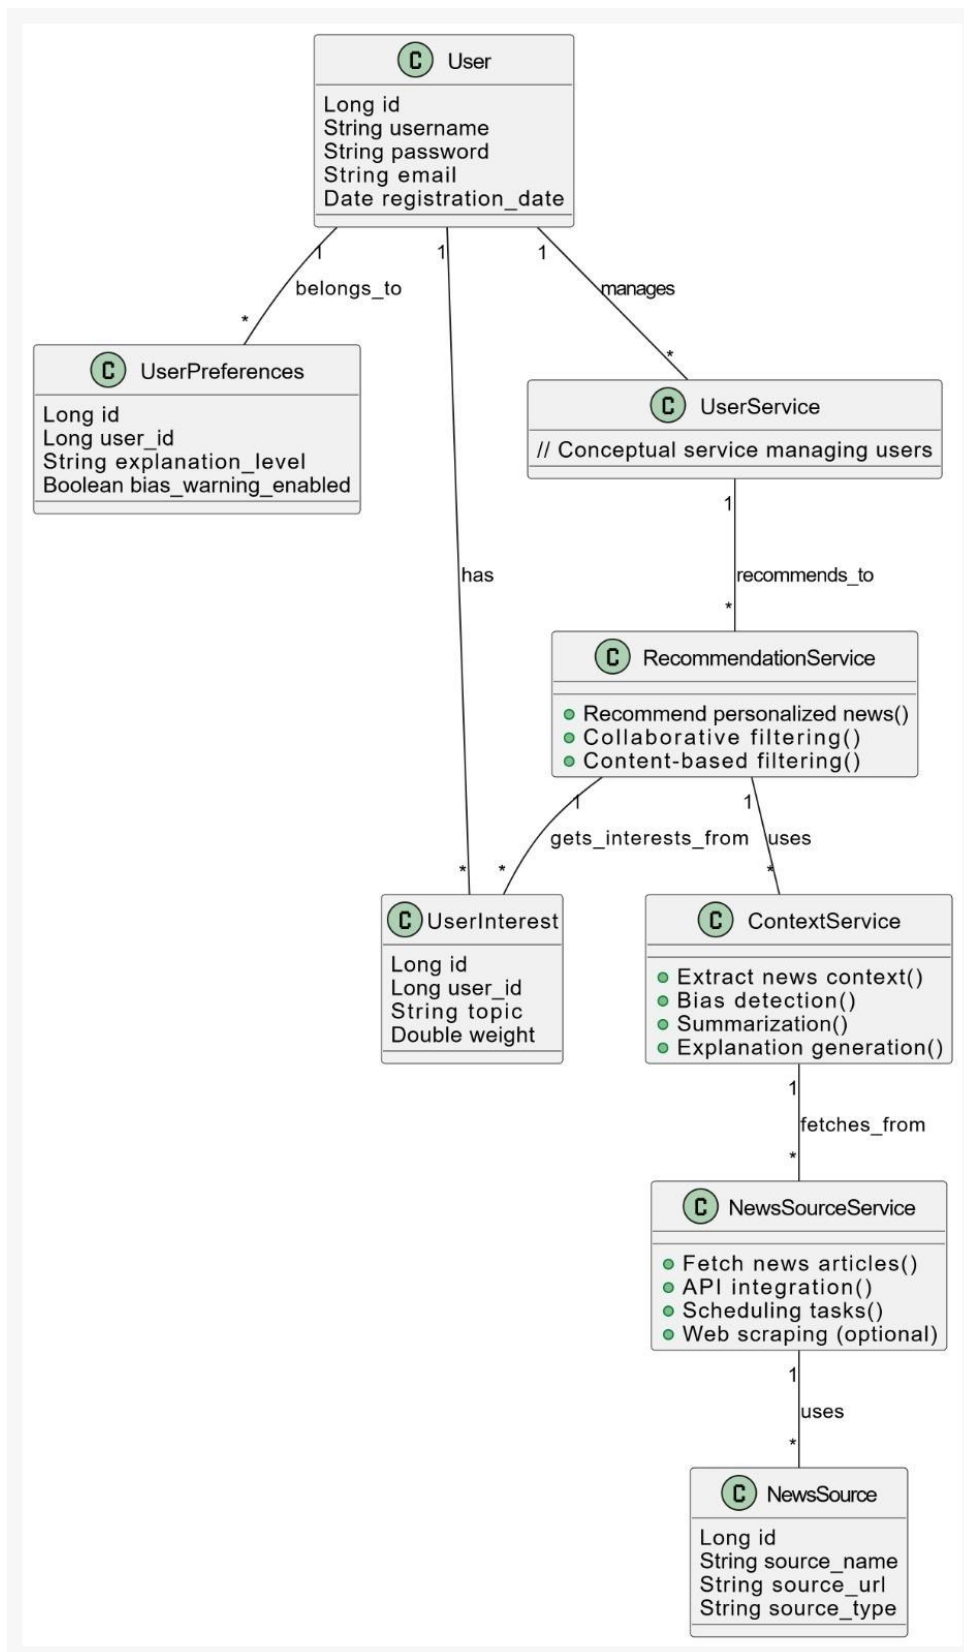 C User
Long id
String username
String password
String email
Date registration_date
1
1
1
belongs_to
manages
*
*
C UserPreferences
Long id
Long user_id
String explanation_level
Boolean bias_warning_enabled
C UserService
// Conceptual service managing users
1
has
recommends_to
*
C RecommendationService
Recommend personalized news()
Collaborative filtering()
Content-based filtering()
1
1
gets_interests_from
uses
*
*
*
C UserInterest
Long id
Long user_id
String topic
Double weight
C ContextService
Extract news context()
Bias detection()
Summarization()
Explanation generation()
1
fetches_from
*
C NewsSourceService
Fetch news articles()
API integration()
Scheduling tasks()
Web scraping (optional)
1
uses
*
C NewsSource
Long id
String source_name
String source_url
String source_type